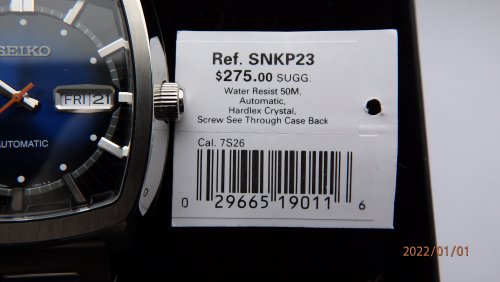 SEIKO
FRI 21
AUTOMATIC
Ref. SNKP23
$275.00 SUGG.
Water Resist 50M.
Automatic,
Hardlex Crystal,
Screw See Through Case Back
Cal. 7S26
0 29665 19011 6
2022/01/01